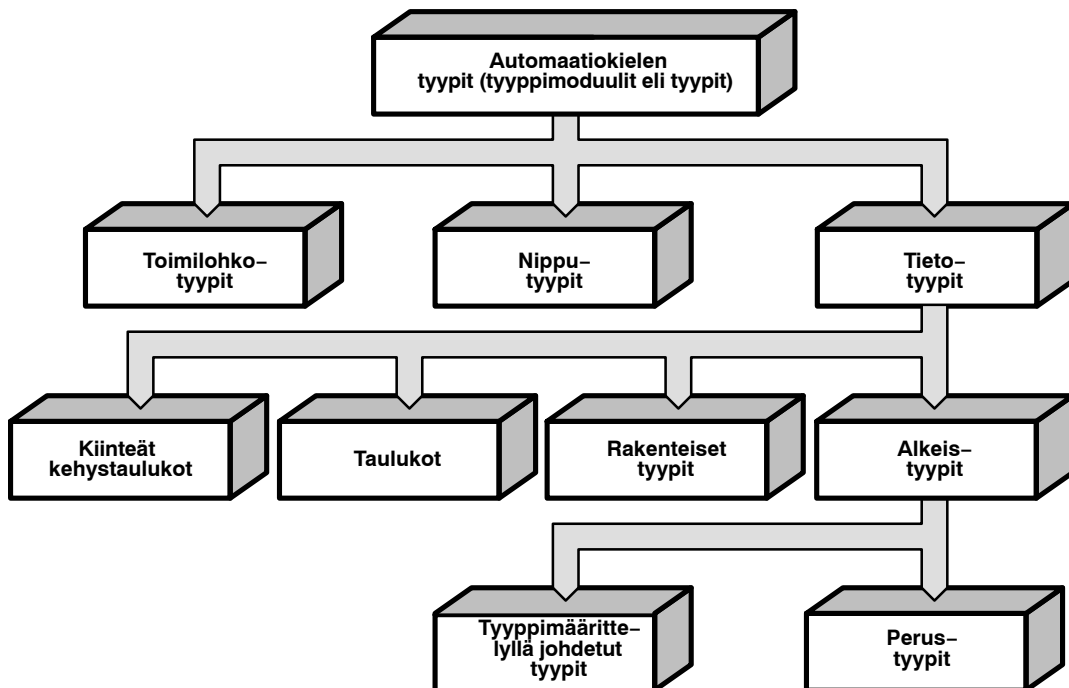 Automaatiokielen
tyypit (tyyppimoduulit eli tyypit)
Toimilohko–
tyypit
Nippu–
tyypit
Tieto–
tyypit
Kiinteät
kehystaulukot
Taulukot
Rakenteiset
tyypit
Alkeis–
tyypit
Tyyppimääritte–
lyllä johdetut
tyypit
Perus–
tyypit